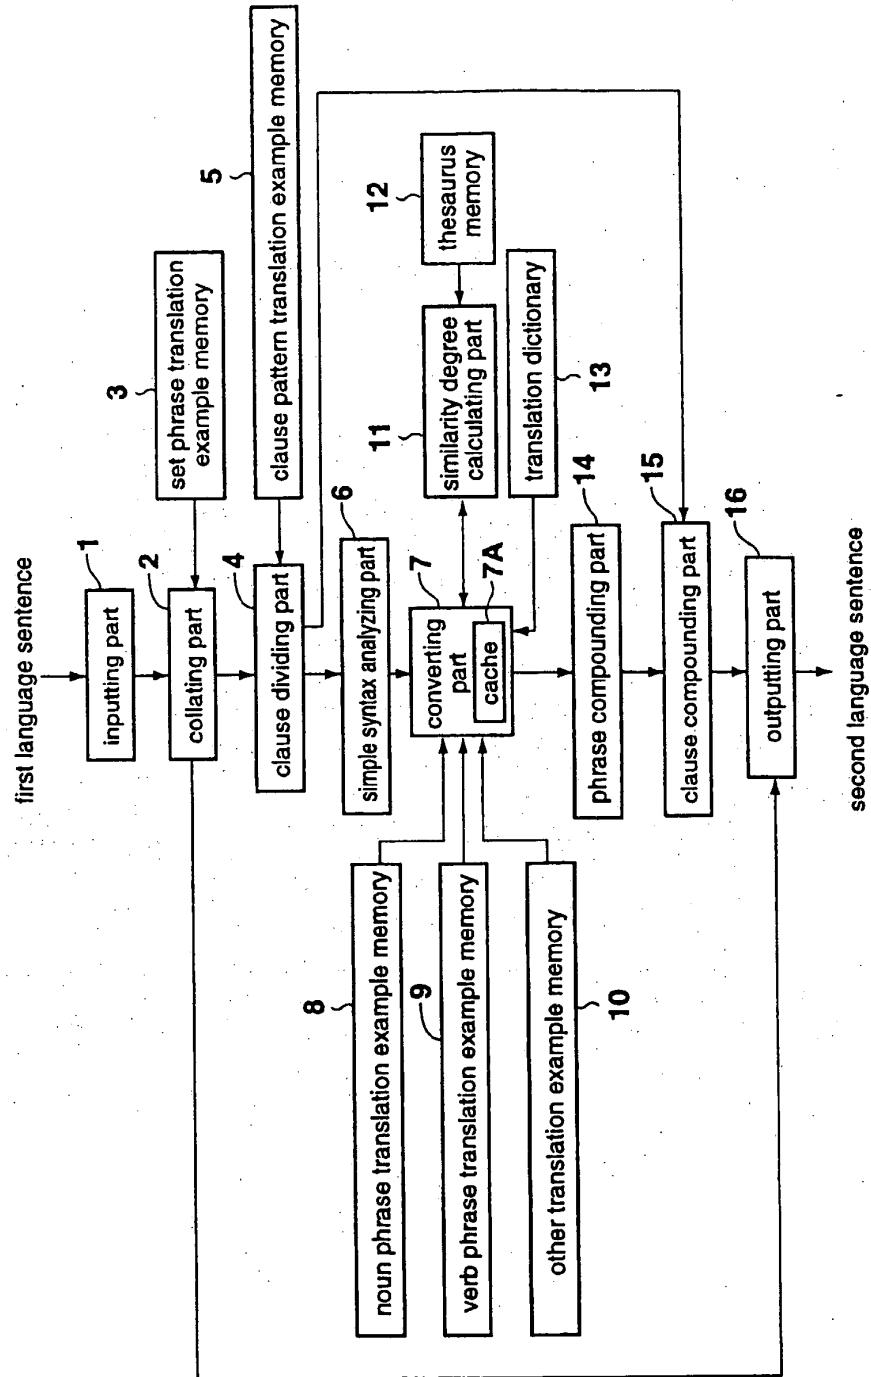 first language sentence
1
inputting part
2
collating part
3
set phrase translation
example memory
4
clause dividing part
5
clause pattern translation example memory
6
simple syntax analyzing part
7
converting
part
7A
cache
8
noun phrase translation example memory
9
verb phrase translation example memory
10
other translation example memory
11
similarity degree
calculating part
12
thesaurus
memory
13
translation dictionary
14
phrase compounding part
15
clause compounding part
16
outputting part
second language sentence